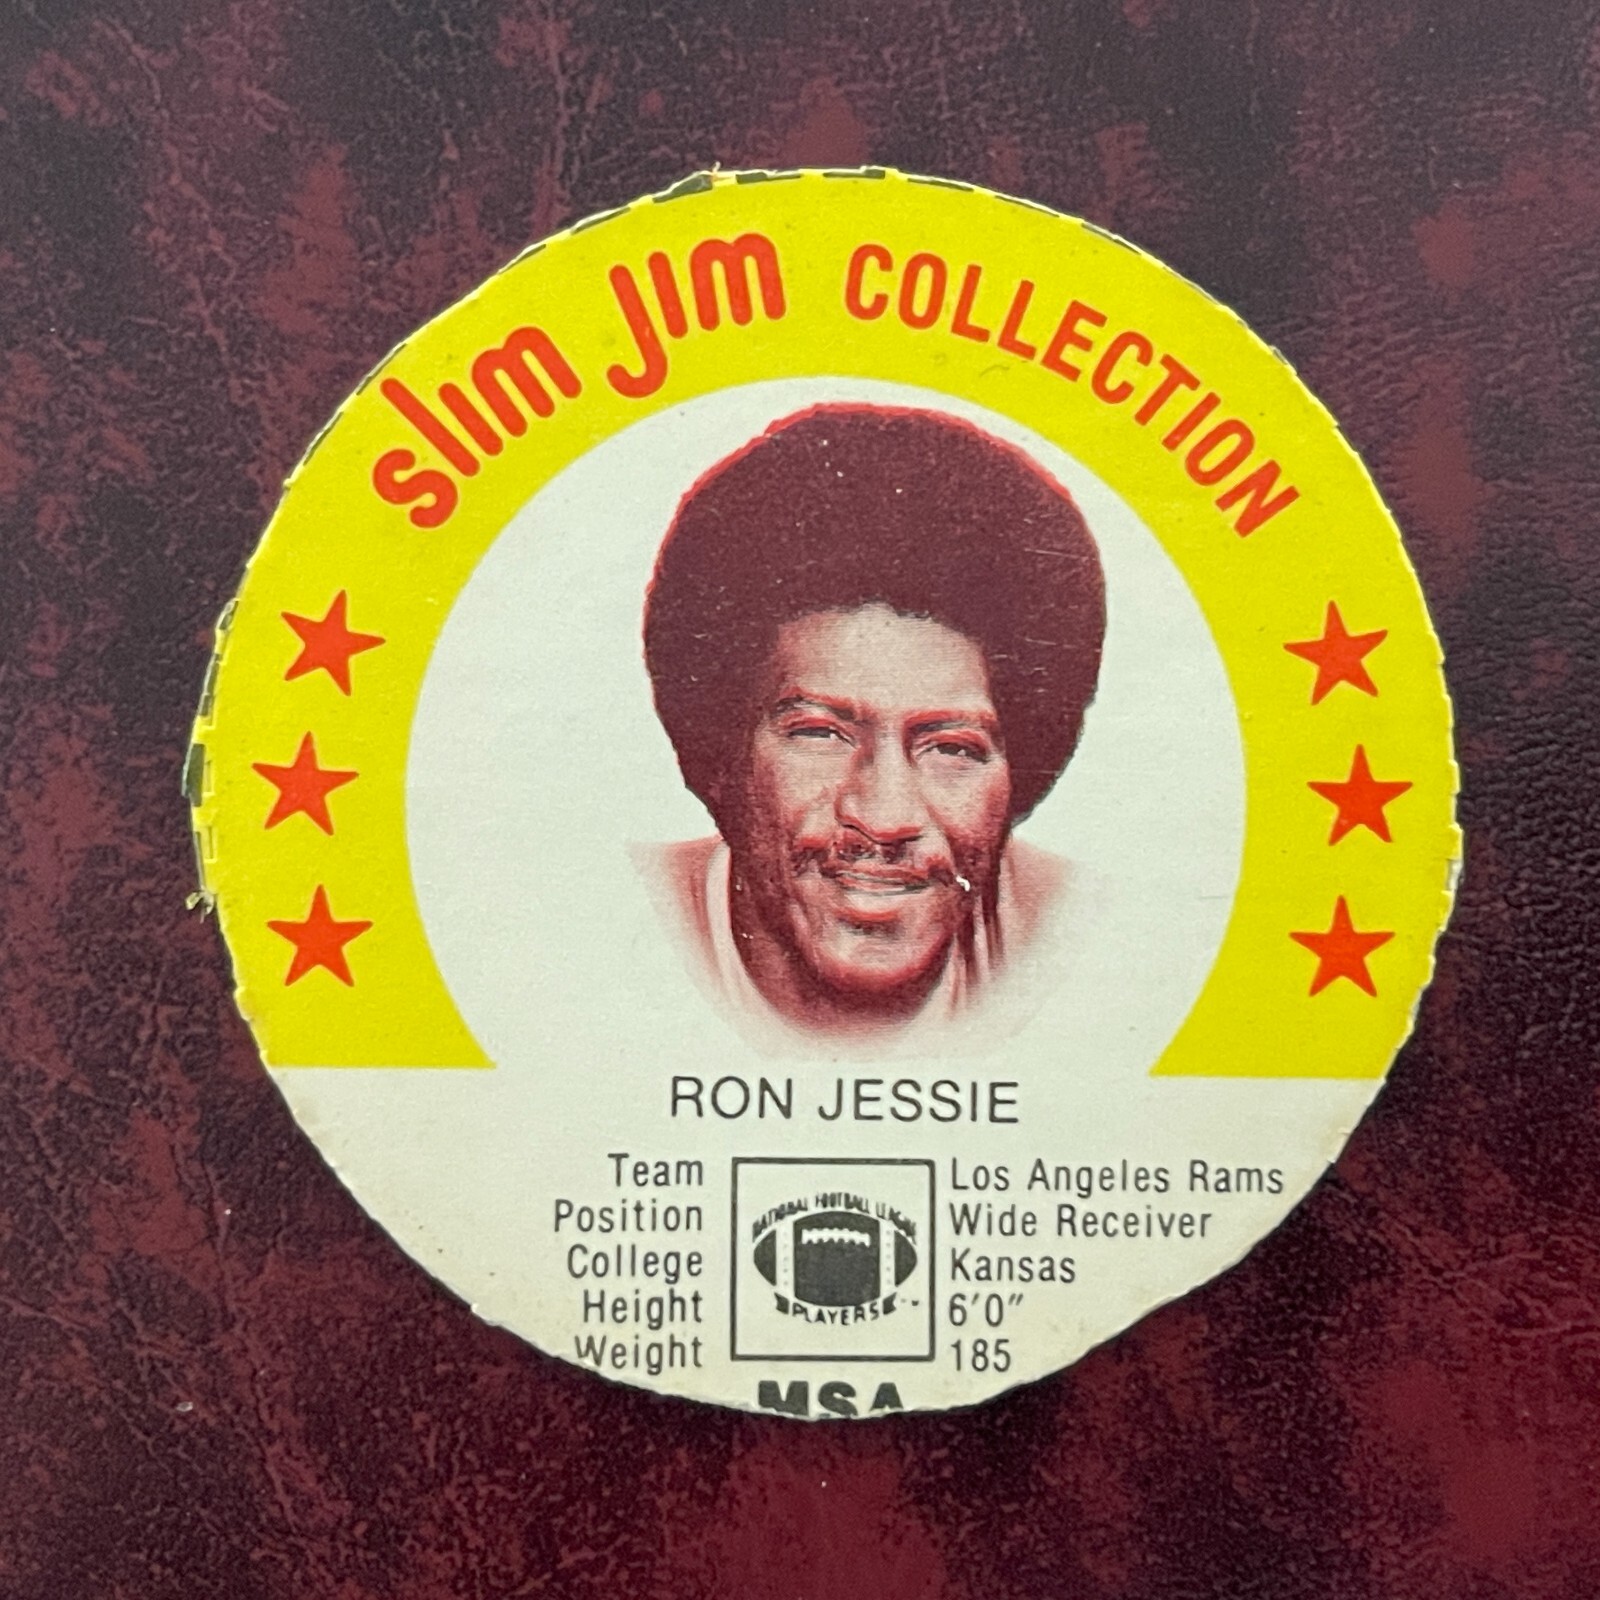 slim jim COLLECTION
RON JESSIE
Team Los Angeles Rams
Position Wide Receiver
College Kansas
Height 6'0"
Weight 185
NATIONAL FOOTBALL LEAGUE
PLAYERS
MSA